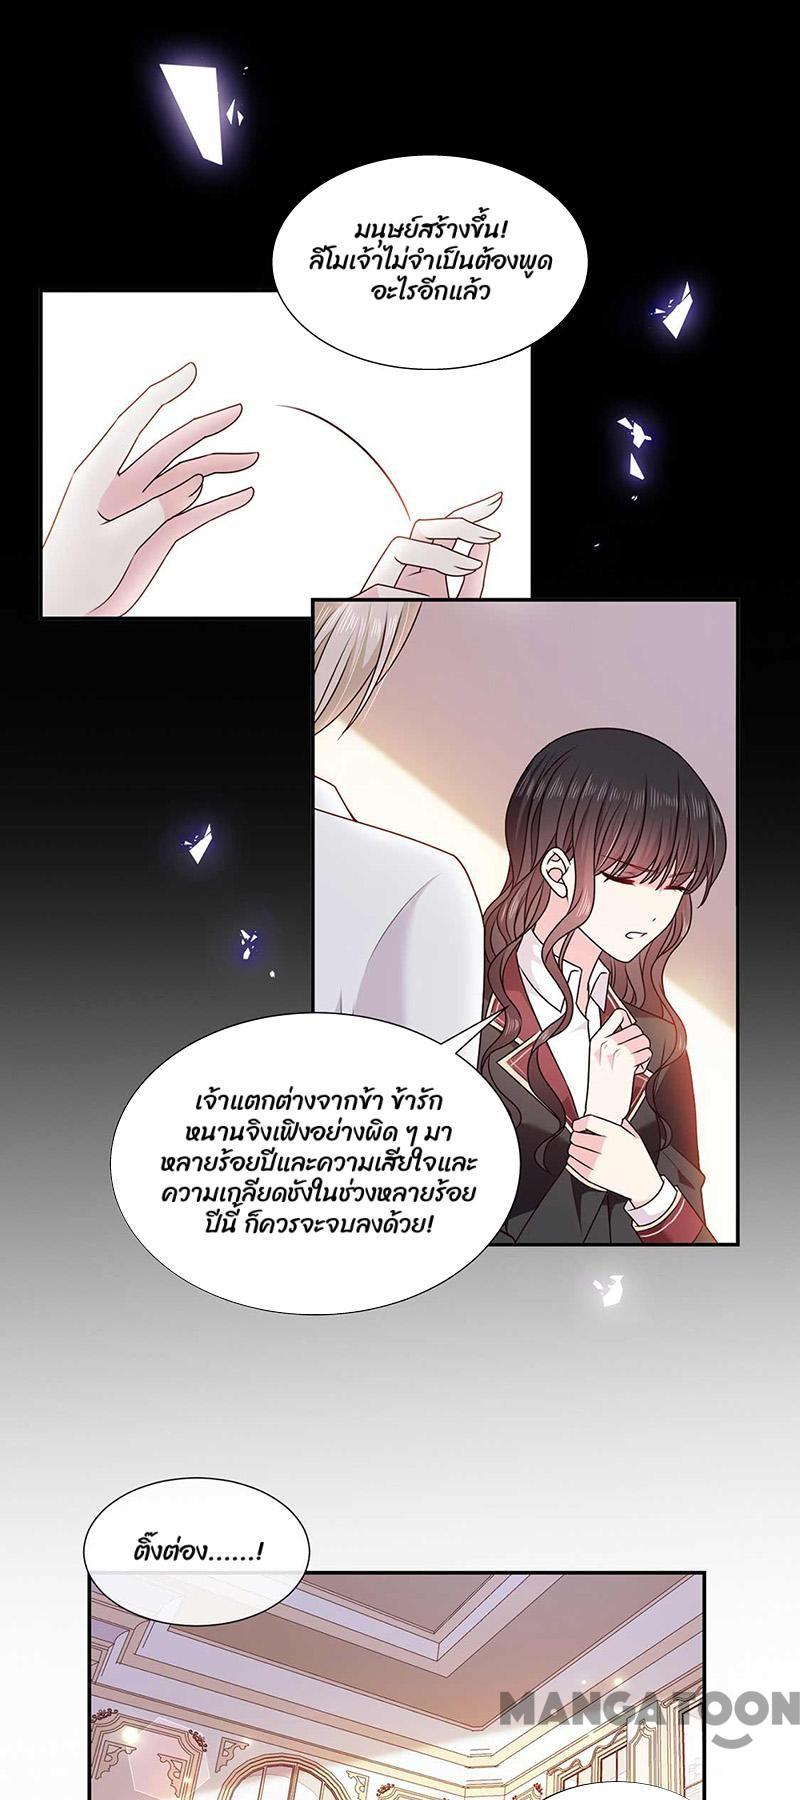 มนุษย์สร้างขึ้น!
ลีโมเจ้าไม่จำเป็นต้องพูด
อะไรอีกแล้ว
เจ้าแตกต่างจากข้า ข้ารัก
หนานจิงเฟิงอย่างผิด ๆ มา
หลายร้อยปีและความเสียใจและ
ความเกลียดชังในช่วงหลายร้อย
ปีนี้ ก็ควรจะจบลงด้วย!
ติ๊งต่อง......!
MANGATOON